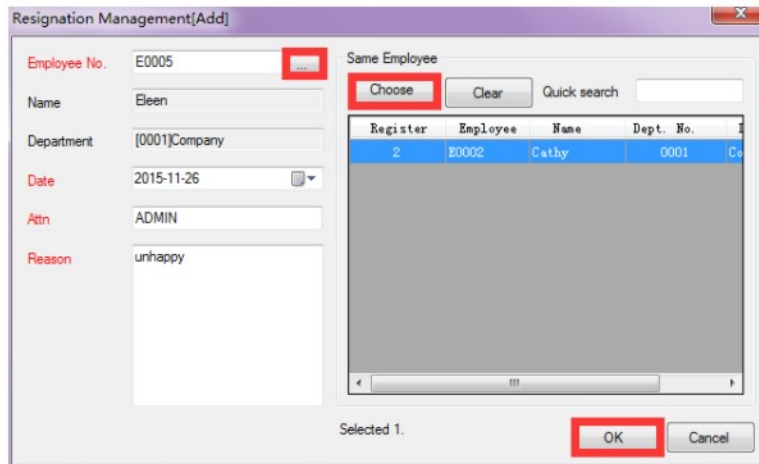 Resignation Management[Add]
Employee No. E0005 ...
Name Eleen
Department [0001]Company
Date 2015-11-26
Attn ADMIN
Reason unhappy
Same Employee
Choose Clear Quick search
Register Employee Name Dept. No.
2 E0002 Cathy 0001 Co
Selected 1.
OK Cancel